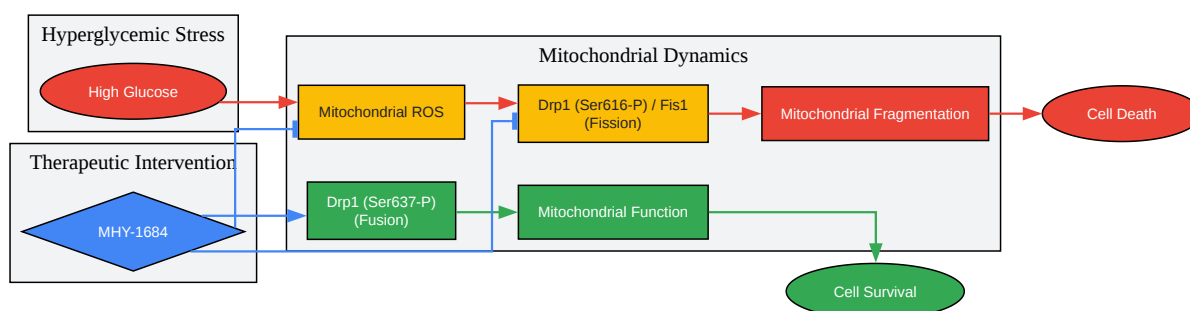 Hyperglycemic Stress
High Glucose
Therapeutic Intervention
MHY-1684
Mitochondrial Dynamics
Mitochondrial ROS
Drp1 (Ser616-P) / Fis1
(Fission)
Mitochondrial Fragmentation
Drp1 (Ser637-P)
(Fusion)
Mitochondrial Function
Cell Death
Cell Survival